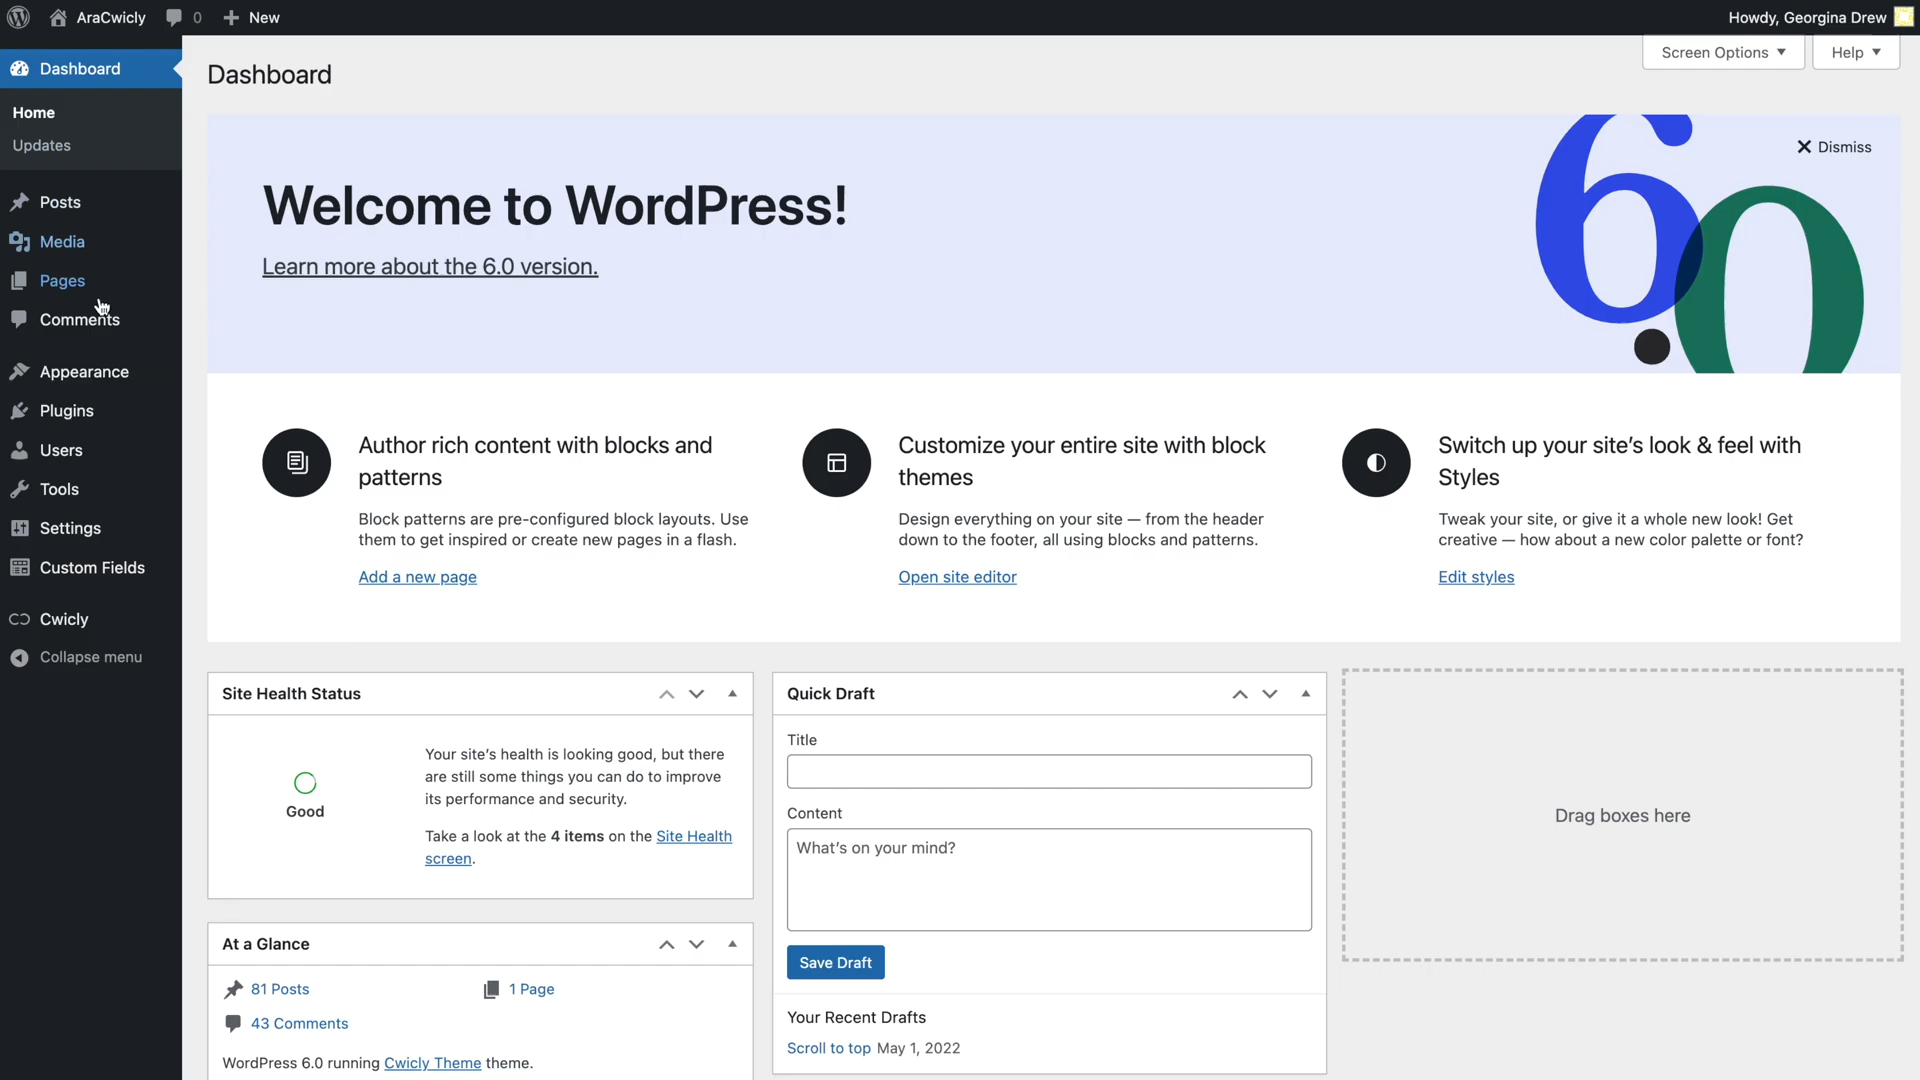 AraCwicly 0 New
Howdy, Georgina Drew
Screen Options Help
Dashboard
Home
Updates
Posts
Media
Pages
Comments
Appearance
Plugins
Users
Tools
Settings
Custom Fields
Cwicly
Collapse menu
Dashboard
Dismiss
Welcome to WordPress!
Learn more about the 6.0 version.
6.0
Author rich content with blocks and
patterns
Block patterns are pre-configured block layouts. Use
them to get inspired or create new pages in a flash.
Add a new page
Customize your entire site with block
themes
Design everything on your site — from the header
down to the footer, all using blocks and patterns.
Open site editor
Switch up your site's look & feel with
Styles
Tweak your site, or give it a whole new look! Get
creative — how about a new color palette or font?
Edit styles
Site Health Status
Good
Your site's health is looking good, but there
are still some things you can do to improve
its performance and security.
Take a look at the 4 items on the Site Health
screen.
At a Glance
81 Posts
1 Page
43 Comments
WordPress 6.0 running Cwicly Theme theme.
Quick Draft
Title
Content
What's on your mind?
Save Draft
Your Recent Drafts
Scroll to top May 1, 2022
Drag boxes here